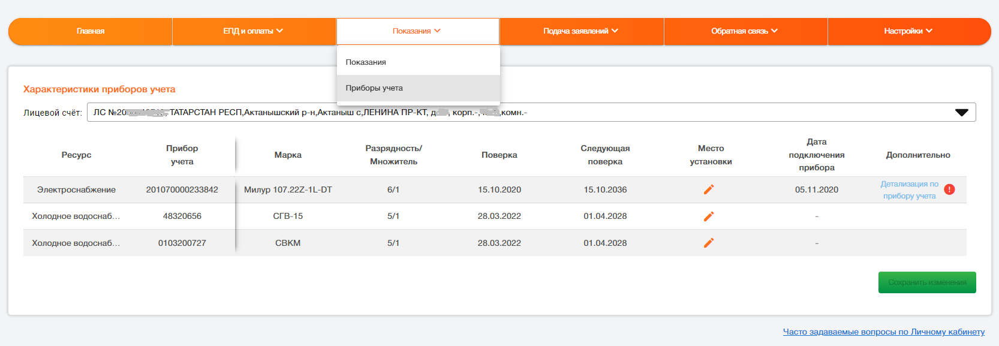 Главная
ЕПД и оплаты
Показания
Подача заявлений
Обратная связь
Настройки
Показания
Приборы учета
Характеристики приборов учета
Лицевой счёт: ЛС №20 ТАТАРСТАН РЕСП,Актанышский р-н,Актаныш с,ЛЕНИНА ПР-КТ, д корп.-, ,комн.-
Ресурс
Прибор
учета
Марка
Разрядность/
Множитель
Поверка
Следующая
поверка
Место
установки
Дата
подключения
прибора
Дополнительно
Электроснабжение 201070000233842 Милур 107.22Z-1L-DT 6/1 15.10.2020 15.10.2036 05.11.2020
Детализация по
прибору учета
Холодное водоснаб... 48320656 СГВ-15 5/1 28.03.2022 01.04.2028 -
Холодное водоснаб... 0103200727 СВКМ 5/1 28.03.2022 01.04.2028 -
Сохранить изменения
Часто задаваемые вопросы по Личному кабинету